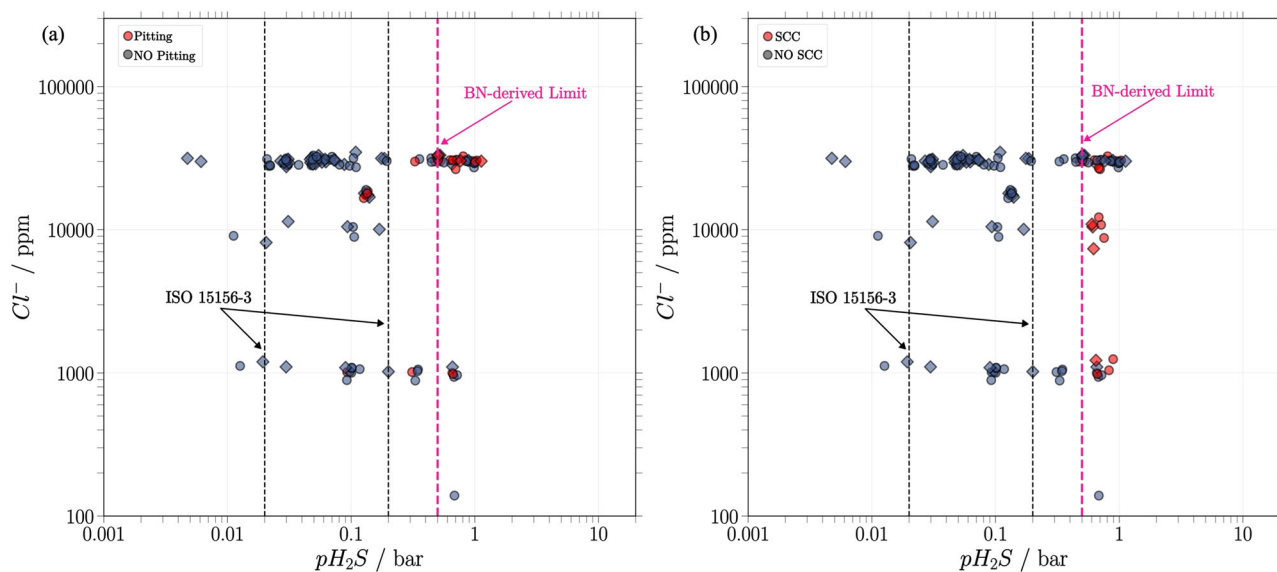 (a)
Pitting
NO Pitting
BN-derived Limit
ISO 15156-3
100000
10000
1000
100
Cl⁻ / ppm
0.001
0.01
0.1
1
10
pH₂S / bar
(b)
SCC
NO SCC
BN-derived Limit
ISO 15156-3
100000
10000
1000
100
Cl⁻ / ppm
0.001
0.01
0.1
1
10
pH₂S / bar